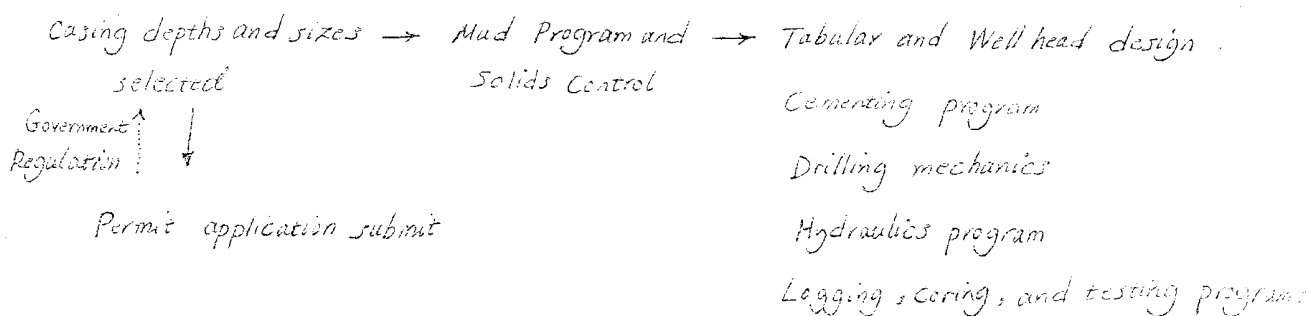 Casing depths and sizes → Mud Program and → Tabular and Well head design.
selected
Solids Control
Cementing program
Government
Regulation
Drilling mechanics
Permit application submit
Hydraulics program
Logging, coring, and testing programs